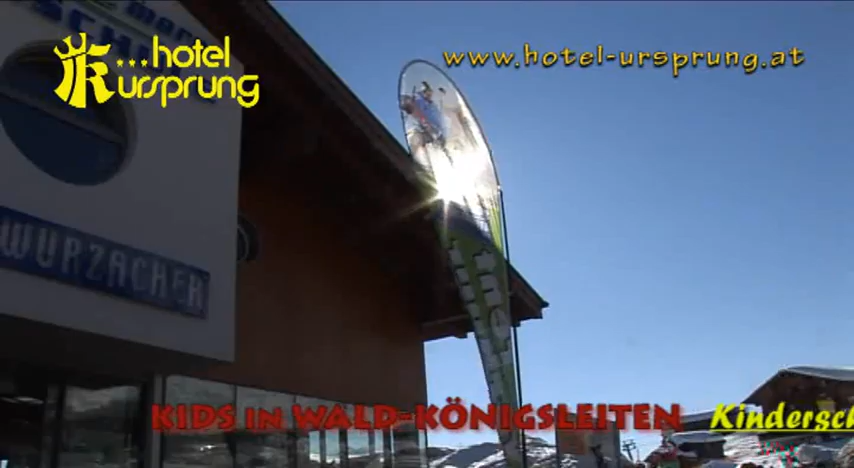 ...hotel
ursprung
www.hotel-ursprung.at
WURZACHER
KIDS in WALD-KÖNIGSLEITEN
Kindersch